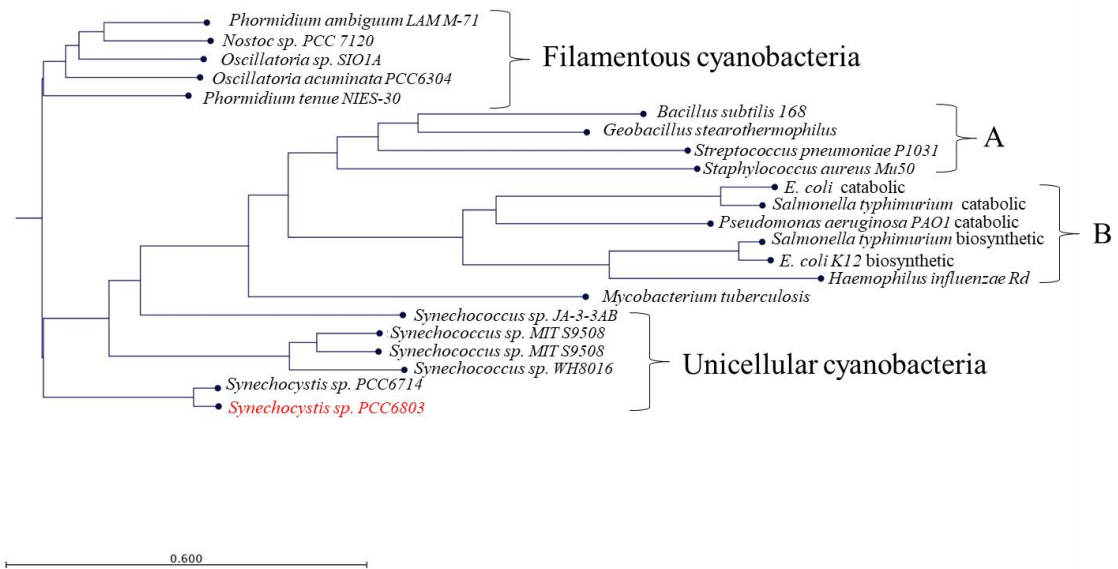 Phormidium ambiguum LAM M-71
Nostoc sp. PCC 7120
Oscillatoria sp. SIO1A
Oscillatoria acuminata PCC6304
Phormidium tenue NIES-30
Filamentous cyanobacteria
Bacillus subtilis 168
Geobacillus stearothermophilus
Streptococcus pneumoniae P1031
Staphylococcus aureus Mu50
A
E. coli catabolic
Salmonella typhimurium catabolic
Pseudomonas aeruginosa PAO1 catabolic
Salmonella typhimurium biosynthetic
E. coli K12 biosynthetic
Haemophilus influenzae Rd
B
Mycobacterium tuberculosis
Synechococcus sp. JA-3-3AB
Synechococcus sp. MIT S9508
Synechococcus sp. MIT S9508
Synechococcus sp. WH8016
Synechocystis sp. PCC6714
Synechocystis sp. PCC6803
Unicellular cyanobacteria
0.600